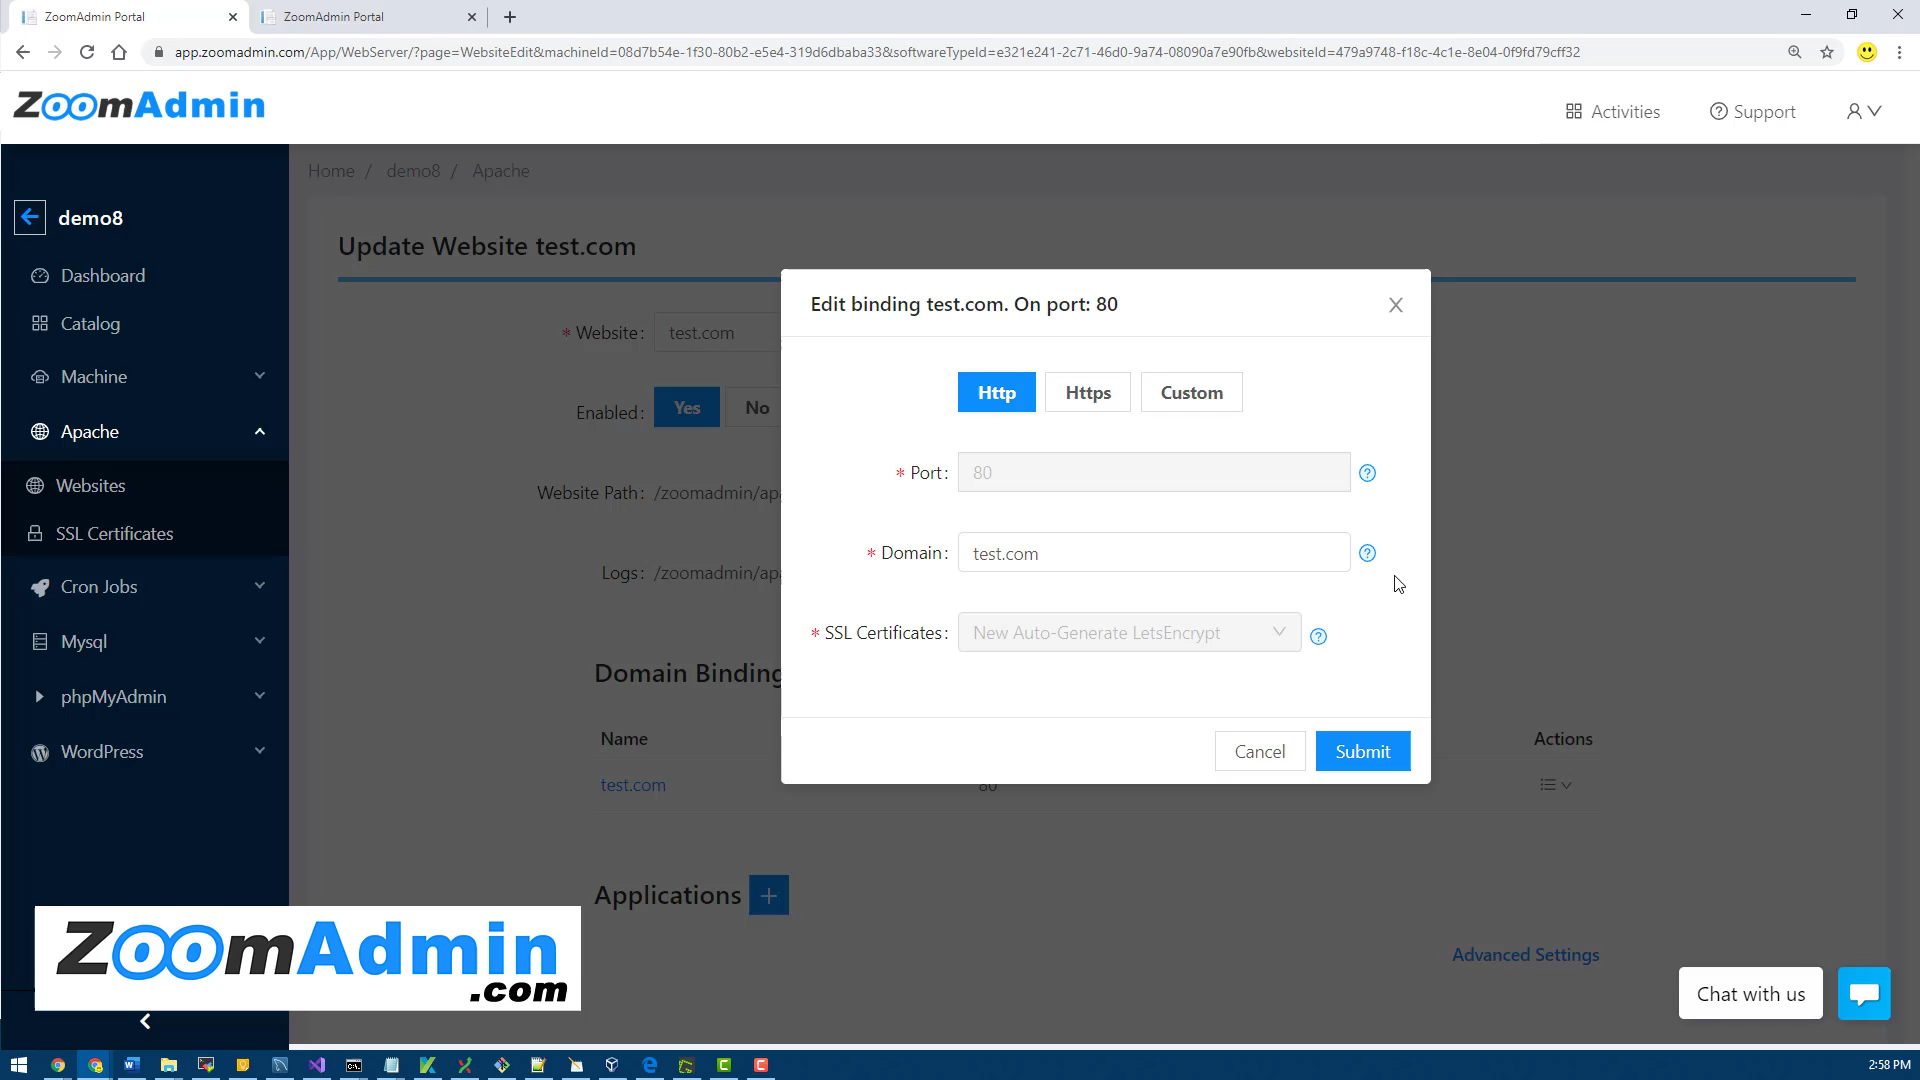 ZoomAdmin Portal
ZoomAdmin Portal
app.zoomadmin.com/App/WebServer/?page=WebsiteEdit&machineId=08d7b54e-1f30-80b2-e5e4-319d6dbaba33&softwareTypeId=e321e241-2c71-46d0-9a74-08090a7e90fb&websiteId=479a9748-f18c-4c1e-8e04-0f9fd79cff32
ZoomAdmin
Activities
Support
Home / demo8 / Apache
demo8
Dashboard
Catalog
Machine
Apache
Websites
SSL Certificates
Cron Jobs
Mysql
phpMyAdmin
WordPress
Update Website test.com
* Website: test.com
Enabled: Yes No
Website Path: /zoomadmin/apa
Logs: /zoomadmin/apa
Domain Binding
Name
Actions
test.com
80
Applications
Advanced Settings
Edit binding test.com. On port: 80
Http Https Custom
* Port: 80
* Domain: test.com
* SSL Certificates: New Auto-Generate LetsEncrypt
Cancel Submit
ZoomAdmin
.com
Chat with us
2:58 PM